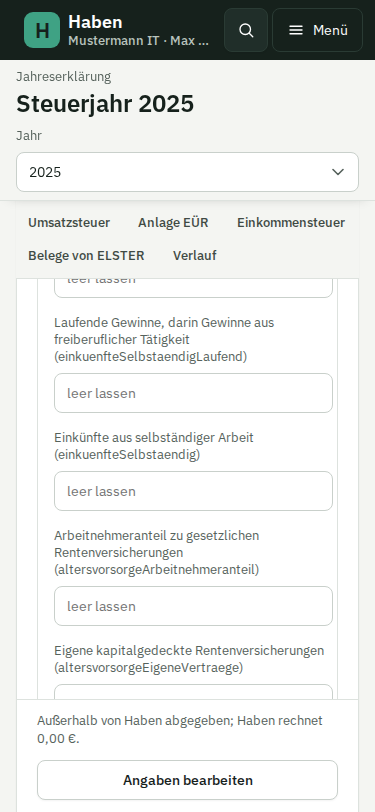 H
Haben
Mustermann IT · Max ...
Menü
Jahreserklärung
Steuerjahr 2025
Jahr
2025
Umsatzsteuer
Anlage EÜR
Einkommensteuer
Belege von ELSTER
Verlauf
leer lassen
Laufende Gewinne, darin Gewinne aus
freiberuflicher Tätigkeit
(einkuenfteSelbstaendigLaufend)
leer lassen
Einkünfte aus selbständiger Arbeit
(einkuenfteSelbstaendig)
leer lassen
Arbeitnehmeranteil zu gesetzlichen
Rentenversicherungen
(altersvorsorgeArbeitnehmeranteil)
leer lassen
Eigene kapitalgedeckte Rentenversicherungen
(altersvorsorgeEigeneVertraege)
Außerhalb von Haben abgegeben; Haben rechnet
0,00 €.
Angaben bearbeiten